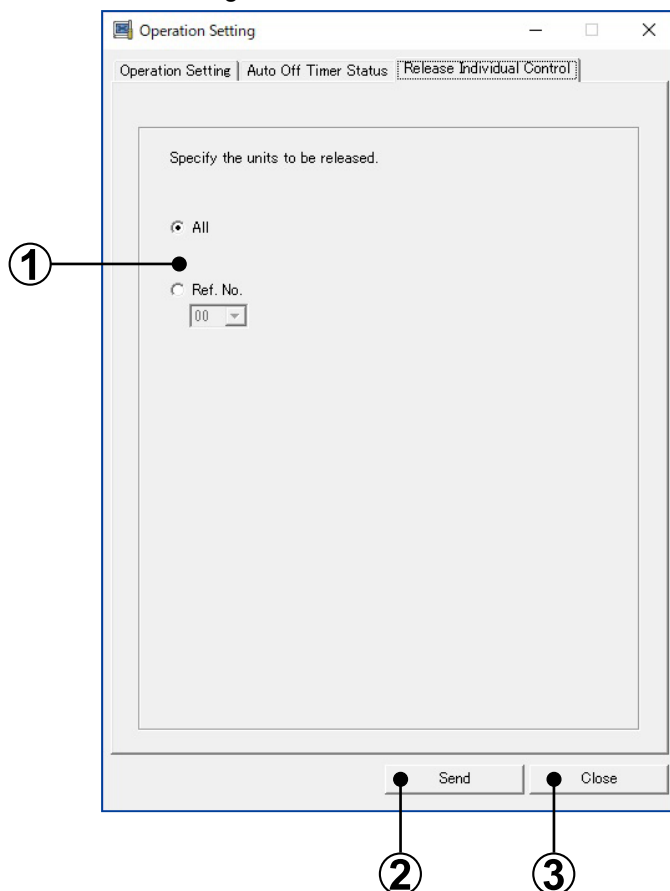 Operation Setting
Operation Setting Auto Off Timer Status Release Individual Control
Specify the units to be released.
All
1
Ref. No.
00
Send Close
2 3